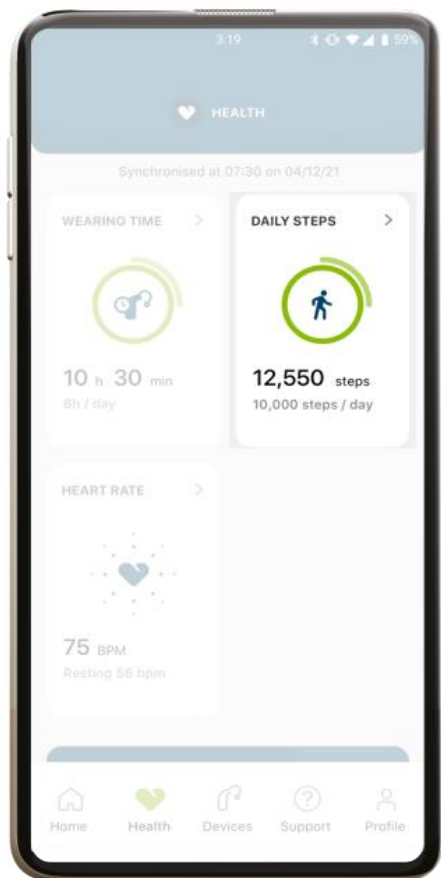 3:19 59%
HEALTH
Synchronised at 07:30 on 04/12/21
WEARING TIME
10 h 30 min
6h / day
DAILY STEPS
12,550 steps
10,000 steps / day
HEART RATE
75 BPM
Resting 56 bpm
Home Health Devices Support Profile